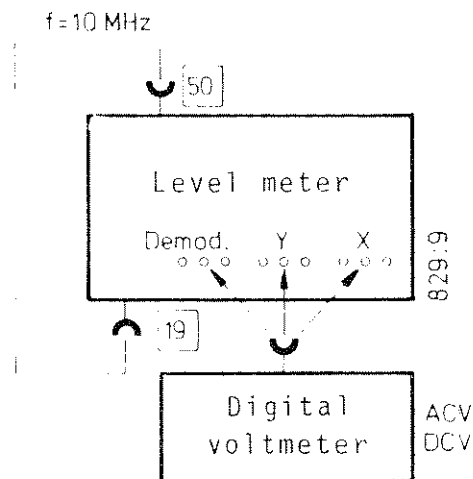 f=10 MHz
50
Level meter
Demod. Y X
829:9
19
Digital
voltmeter
ACV
DCV